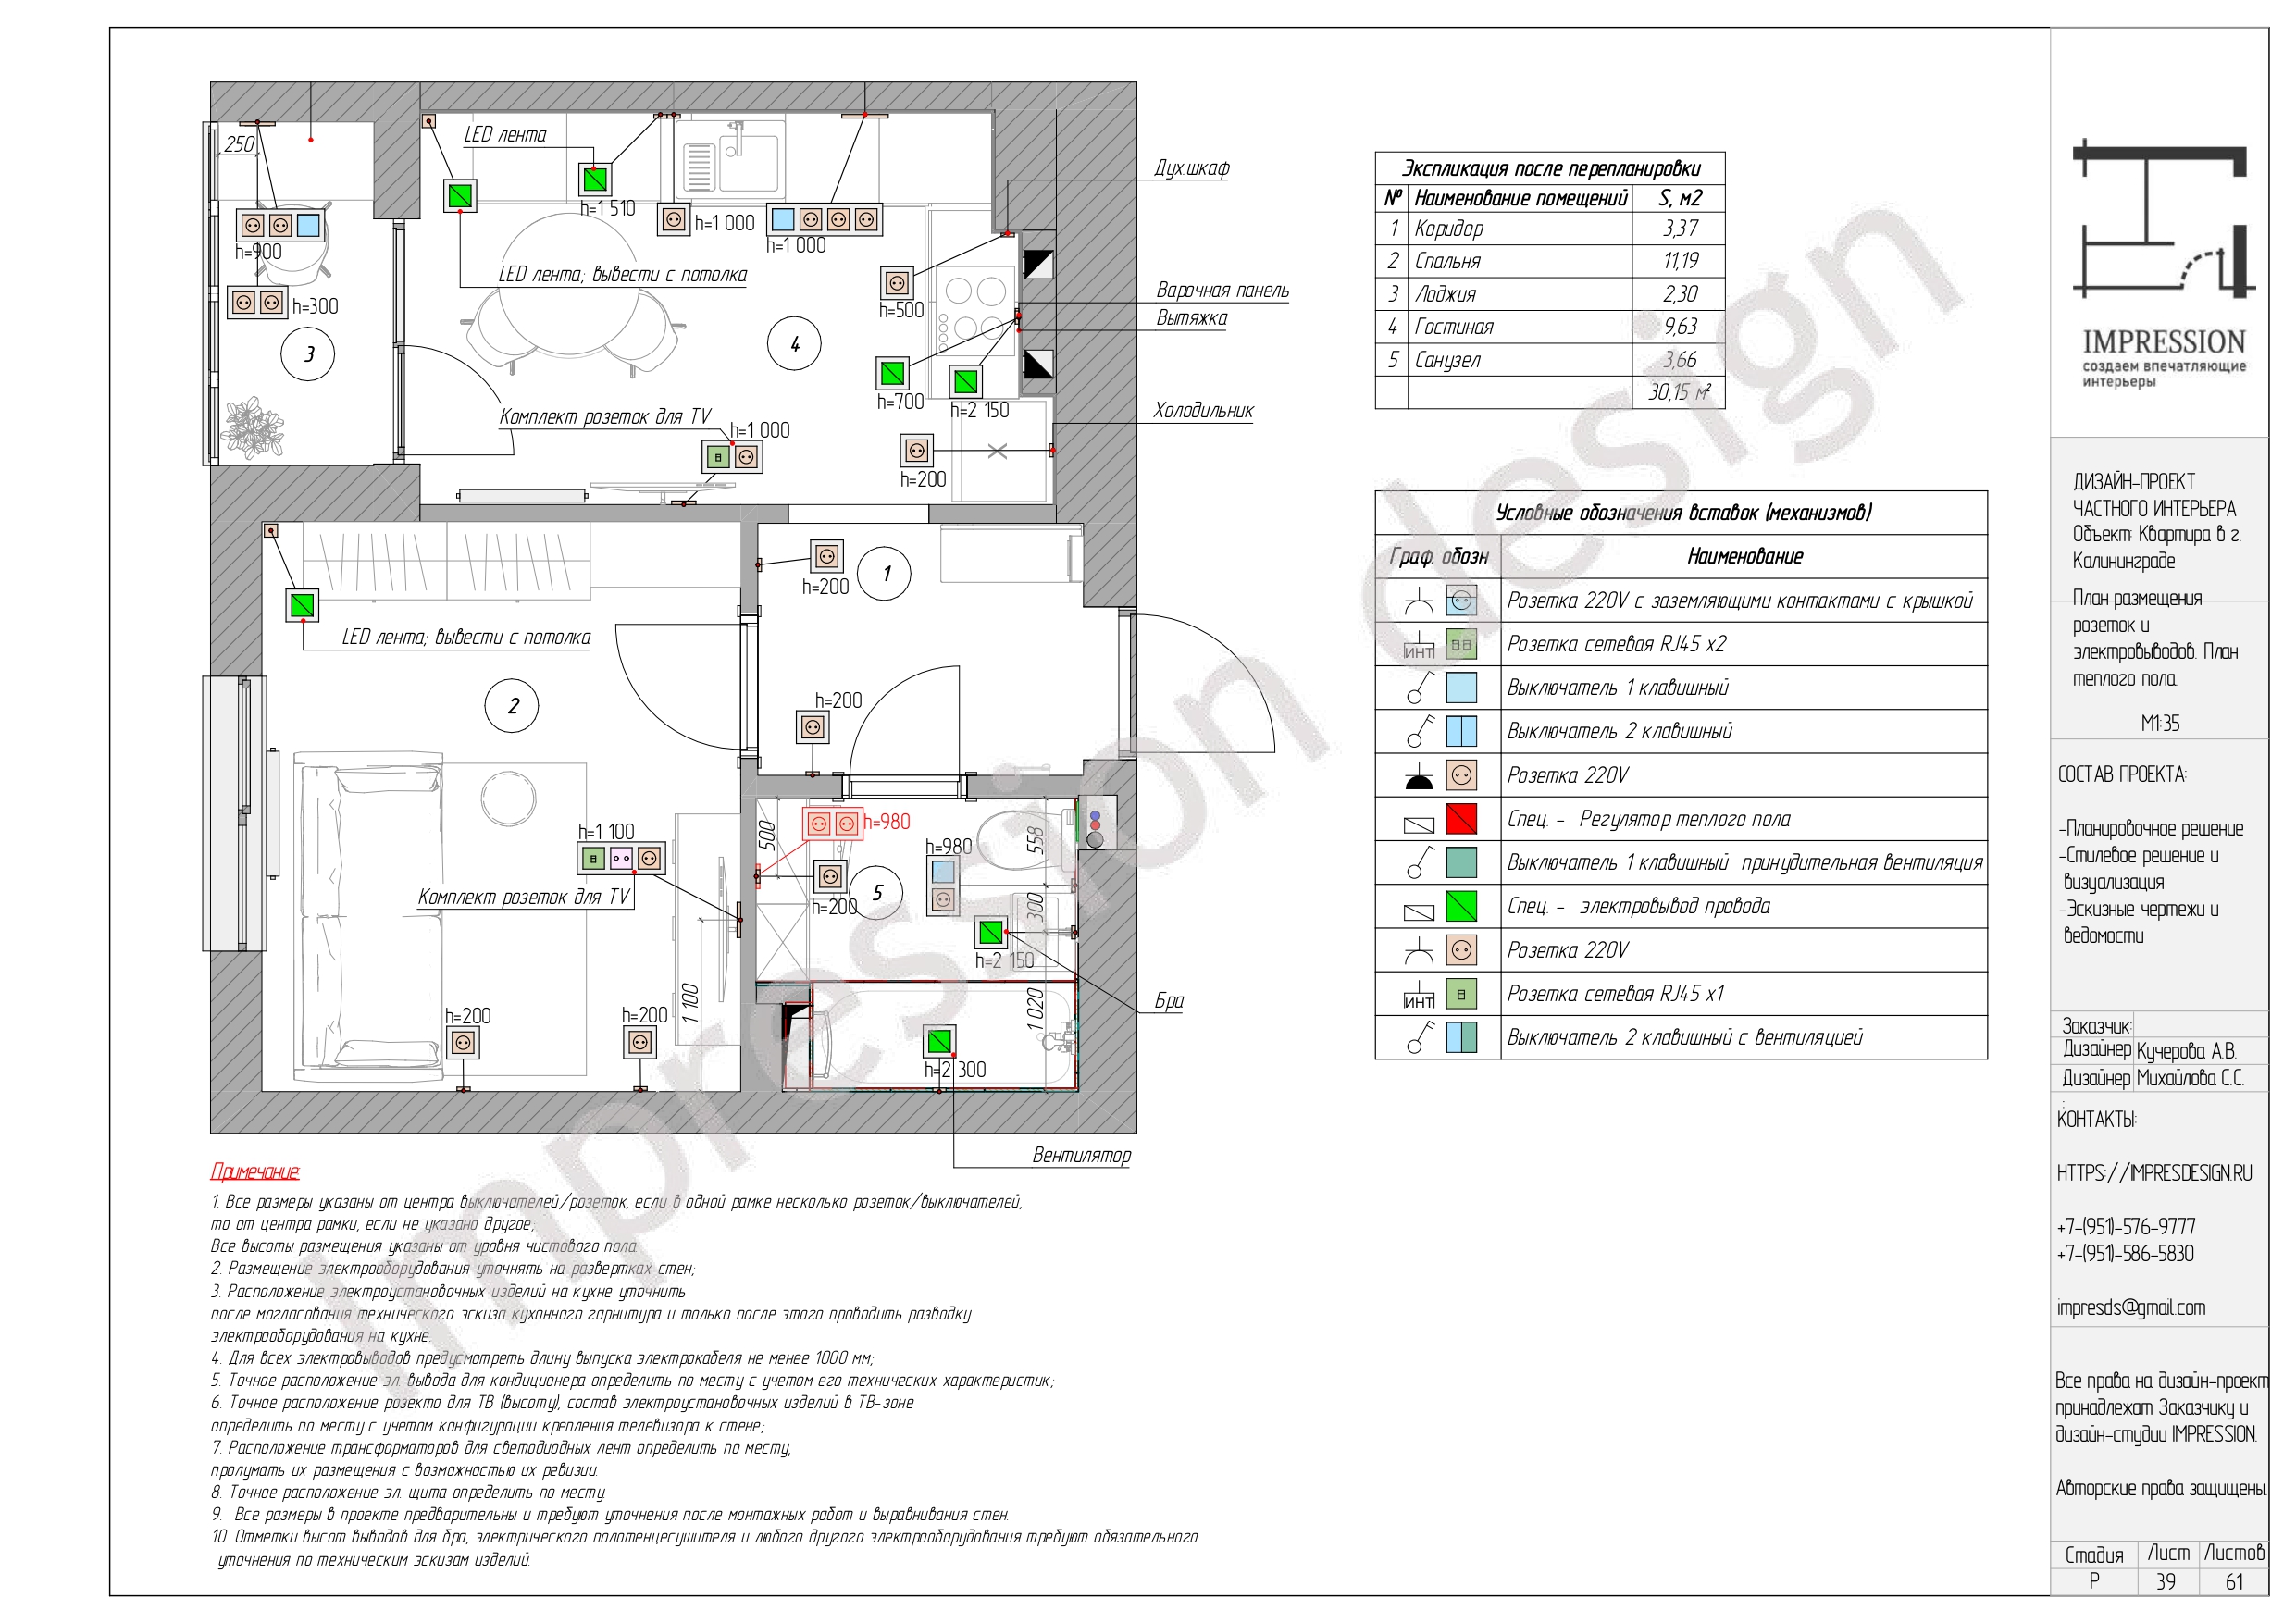 250
h=900
h=300
3
LED лента
h=1 510
h=1 000
h=1 000
LED лента; вывести с потолка
4
h=500
h=700
h=2 150
h=200
Комплект розеток для TV
h=1 000
Дух.шкаф
Варочная панель
Вытяжка
Холодильник
LED лента; вывести с потолка
2
h=200
1
h=200
h=1 100
Комплект розеток для TV
h=200
h=200
1 100
500
h=980
h=200
5
h=980
558
300
h=2 150
1 020
h=2 300
Бра
Вентилятор
Примечание:
1. Все размеры указаны от центра выключателей/розеток, если в одной рамке несколько розеток/выключателей,
то от центра рамки, если не указано другое;
Все высоты размещения указаны от уровня чистового пола.
2. Размещение электрооборудования уточнять на развертках стен;
3. Расположение электроустановочных изделий на кухне уточнить
после могласования технического эскиза кухонного гарнитура и только после этого проводить разводку
электрооборудования на кухне.
4. Для всех электровыводов предусмотреть длину выпуска электрокабеля не менее 1000 мм;
5. Точное расположение эл. вывода для кондиционера определить по месту с учетом его технических характеристик;
6. Точное расположение розекто для ТВ (высоту), состав электроустановочных изделий в ТВ-зоне
определить по месту с учетом конфигурации крепления телевизора к стене;
7. Расположение трансформаторов для светодиодных лент определить по месту,
пролумать их размещения с возможностью их ревизии.
8. Точное расположение эл. щита определить по месту.
9. Все размеры в проекте предварительны и требуют уточнения после монтажных работ и выравнивания стен.
10. Отметки высот выводов для бра, электрического полотенцесушителя и любого другого электрооборудования требуют обязательного
уточнения по техническим эскизам изделий.
Impression design
Экспликация после перепланировки
№ Наименование помещений S, м2
1 Коридор 3,37
2 Спальня 11,19
3 Лоджия 2,30
4 Гостиная 9,63
5 Санузел 3,66
30,15 м²
Условные обозначения вставок (механизмов)
Граф. обозн Наименование
Розетка 220V с заземляющими контактами с крышкой
ИНТ Розетка сетевая RJ45 x2
Выключатель 1 клавишный
Выключатель 2 клавишный
Розетка 220V
Спец. - Регулятор теплого пола
Выключатель 1 клавишный принудительная вентиляция
Спец. - электровывод провода
Розетка 220V
ИНТ Розетка сетевая RJ45 x1
Выключатель 2 клавишный с вентиляцией
IMPRESSION
создаем впечатляющие
интерьеры
ДИЗАЙН-ПРОЕКТ
ЧАСТНОГО ИНТЕРЬЕРА
Объект: Квартира в г.
Калининграде
План размещения
розеток и
электровыводов. План
теплого пола.
М1:35
СОСТАВ ПРОЕКТА:
-Планировочное решение
-Стилевое решение и
визуализация
-Эскизные чертежи и
ведомости
Заказчик:
Дизайнер Кучерова А.В.
Дизайнер Михайлова С.С.
:
КОНТАКТЫ:
HTTPS://IMPRESDESIGN.RU
+7-(951)-576-9777
+7-(951)-586-5830
impresds@gmail.com
Все права на дизайн-проект
принадлежат Заказчику и
дизайн-студии IMPRESSION.
Авторские права защищены.
Стадия Лист Листов
Р 39 61